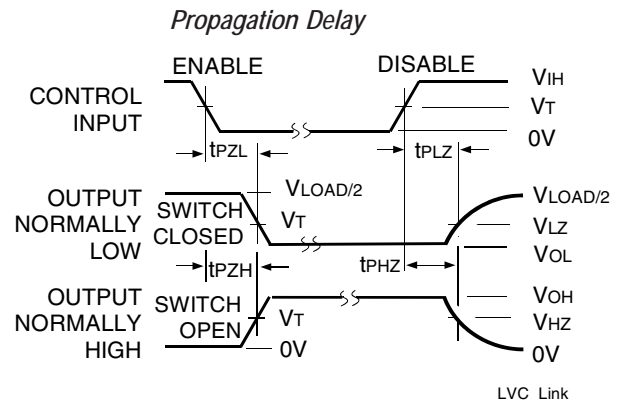 Propagation Delay
ENABLE
DISABLE
CONTROL
INPUT
VIH
VT
0V
tPZL
tPLZ
OUTPUT
NORMALLY
LOW
SWITCH
CLOSED
VLOAD/2
VT
VLOAD/2
VLZ
VOL
tPZH
tPHZ
OUTPUT
NORMALLY
HIGH
SWITCH
OPEN
VT
0V
VOH
VHZ
0V
LVC Link